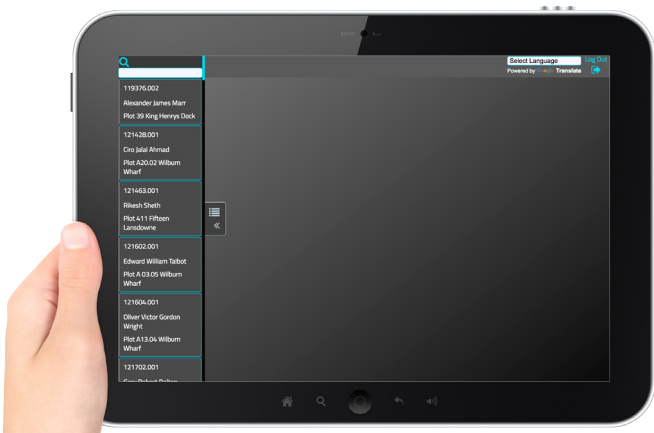 Select Language
Log Out
Powered by Google Translate
119376.002
Alexander James Marr
Plot 39 King Henrys Dock
121428.001
Ciro Jalal Ahmad
Plot A20.02 Wilburn
Wharf
121463.001
Rikesh Sheth
Plot 411 Fifteen
Lansdowne
121602.001
Edward William Talbot
Plot A 03.05 Wilburn
Wharf
121604.001
Oliver Victor Gordon
Wright
Plot A13.04 Wilburn
Wharf
121702.001